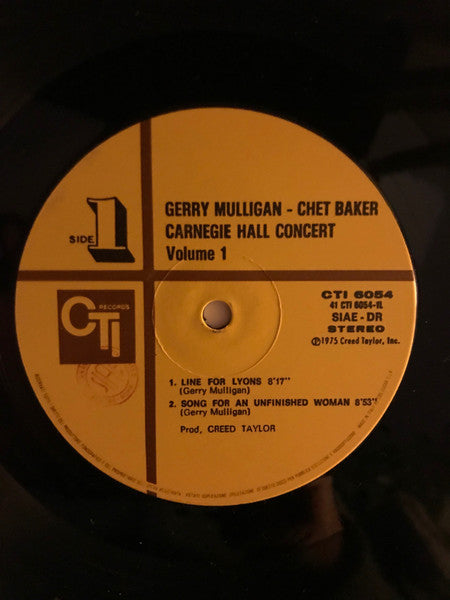 SIDE 1
GERRY MULLIGAN - CHET BAKER
CARNEGIE HALL CONCERT
Volume 1
CTI RECORDS
CTI 6054
41 CTI 6054-1L
SIAE - DR
STEREO
Ⓟ1975 Creed Taylor, Inc.
1. LINE FOR LYONS 8'17"
(Gerry Mulligan)
2. SONG FOR AN UNFINISHED WOMAN 8'53"
(Gerry Mulligan)
Prod, CREED TAYLOR